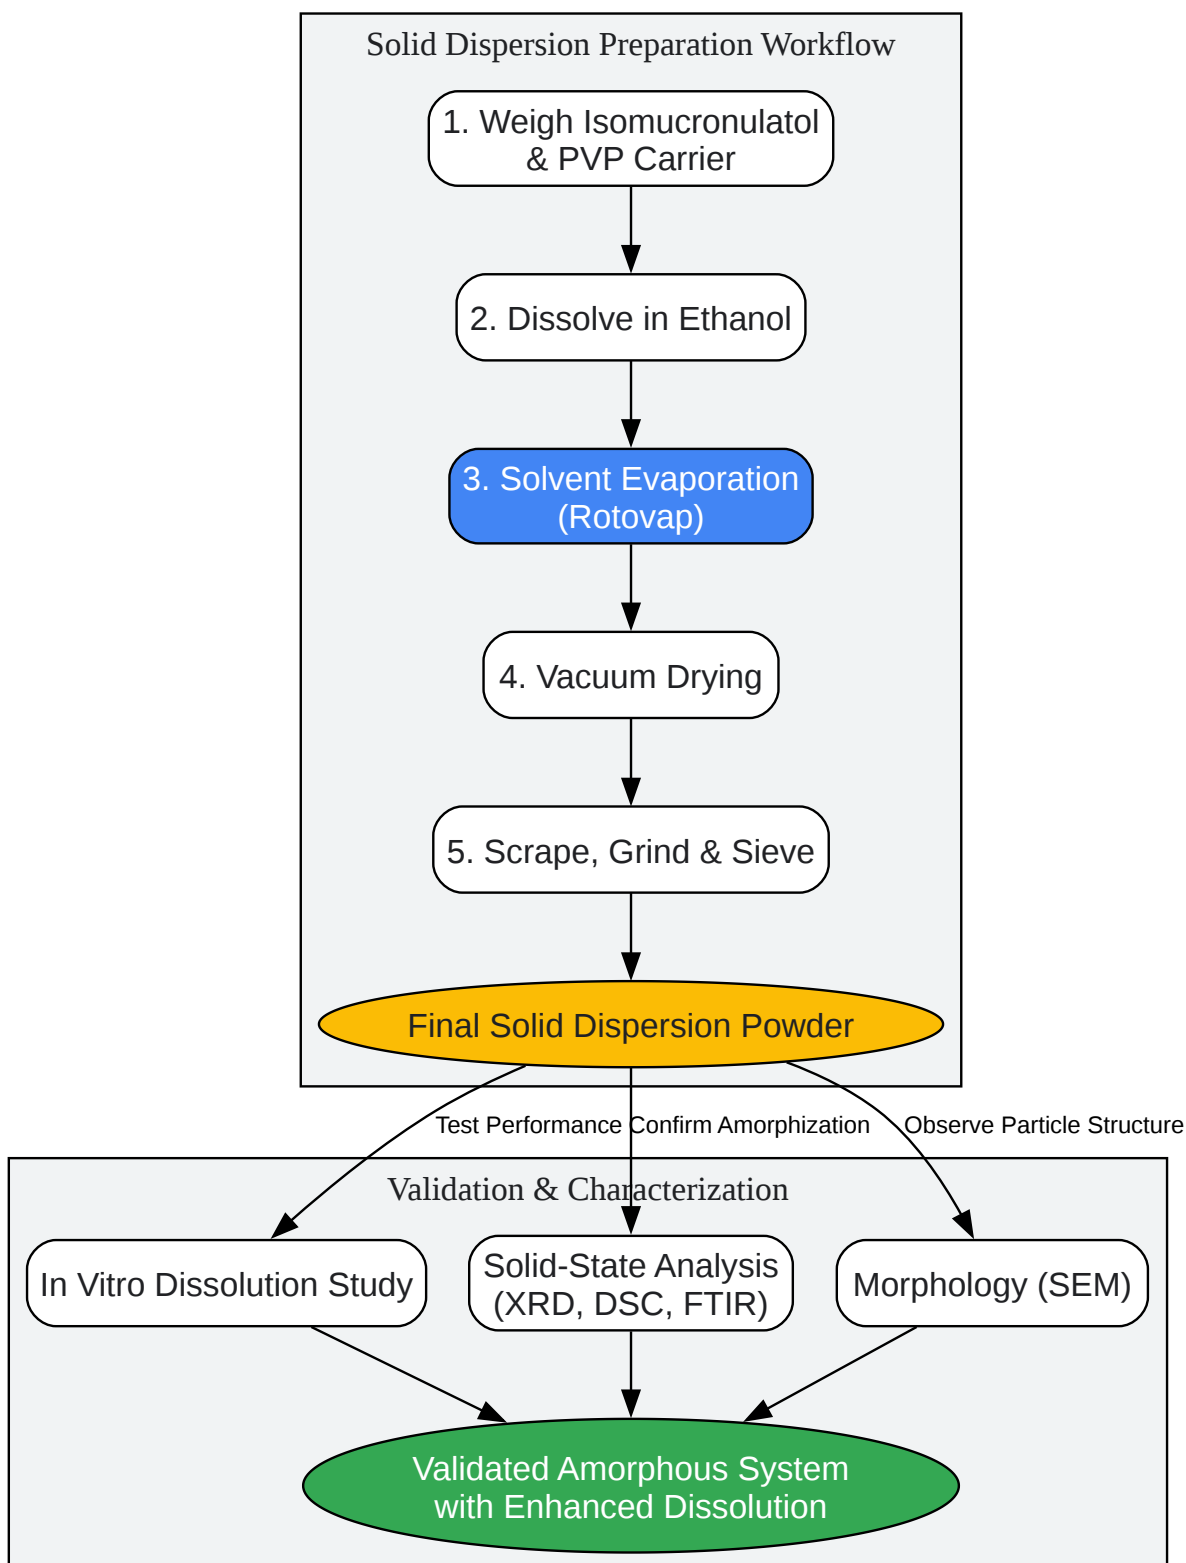 Solid Dispersion Preparation Workflow
1. Weigh Isomucronulatol
& PVP Carrier
2. Dissolve in Ethanol
3. Solvent Evaporation
(Rotovap)
4. Vacuum Drying
5. Scrape, Grind & Sieve
Final Solid Dispersion Powder
Test Performance
Confirm Amorphization
Observe Particle Structure
Validation & Characterization
In Vitro Dissolution Study
Solid-State Analysis
(XRD, DSC, FTIR)
Morphology (SEM)
Validated Amorphous System
with Enhanced Dissolution